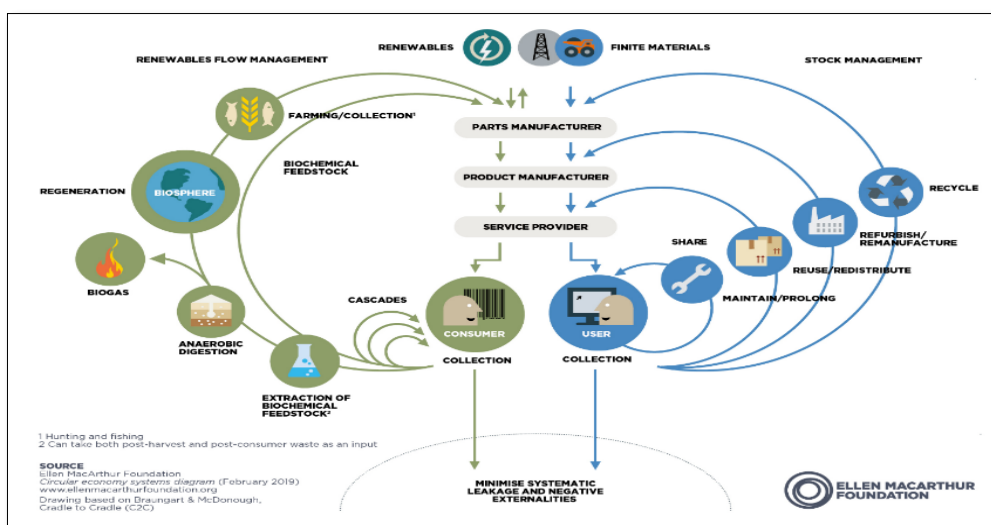 RENEWABLES
FINITE MATERIALS
RENEWABLES FLOW MANAGEMENT
STOCK MANAGEMENT
PARTS MANUFACTURER
PRODUCT MANUFACTURER
SERVICE PROVIDER
FARMING/COLLECTION¹
BIOCHEMICAL
FEEDSTOCK
REGENERATION
BIOSPHERE
BIOGAS
ANAEROBIC
DIGESTION
EXTRACTION OF
BIOCHEMICAL
FEEDSTOCK²
CASCADES
CONSUMER
COLLECTION
USER
COLLECTION
SHARE
MAINTAIN/PROLONG
REUSE/REDISTRIBUTE
REFURBISH/
REMANUFACTURE
RECYCLE
MINIMISE SYSTEMATIC
LEAKAGE AND NEGATIVE
EXTERNALITIES
1 Hunting and fishing
2 Can take both post-harvest and post-consumer waste as an input
SOURCE
Ellen MacArthur Foundation
Circular economy systems diagram (February 2019)
www.ellenmacarthurfoundation.org
Drawing based on Braungart & McDonough,
Cradle to Cradle (C2C)
ELLEN MACARTHUR
FOUNDATION